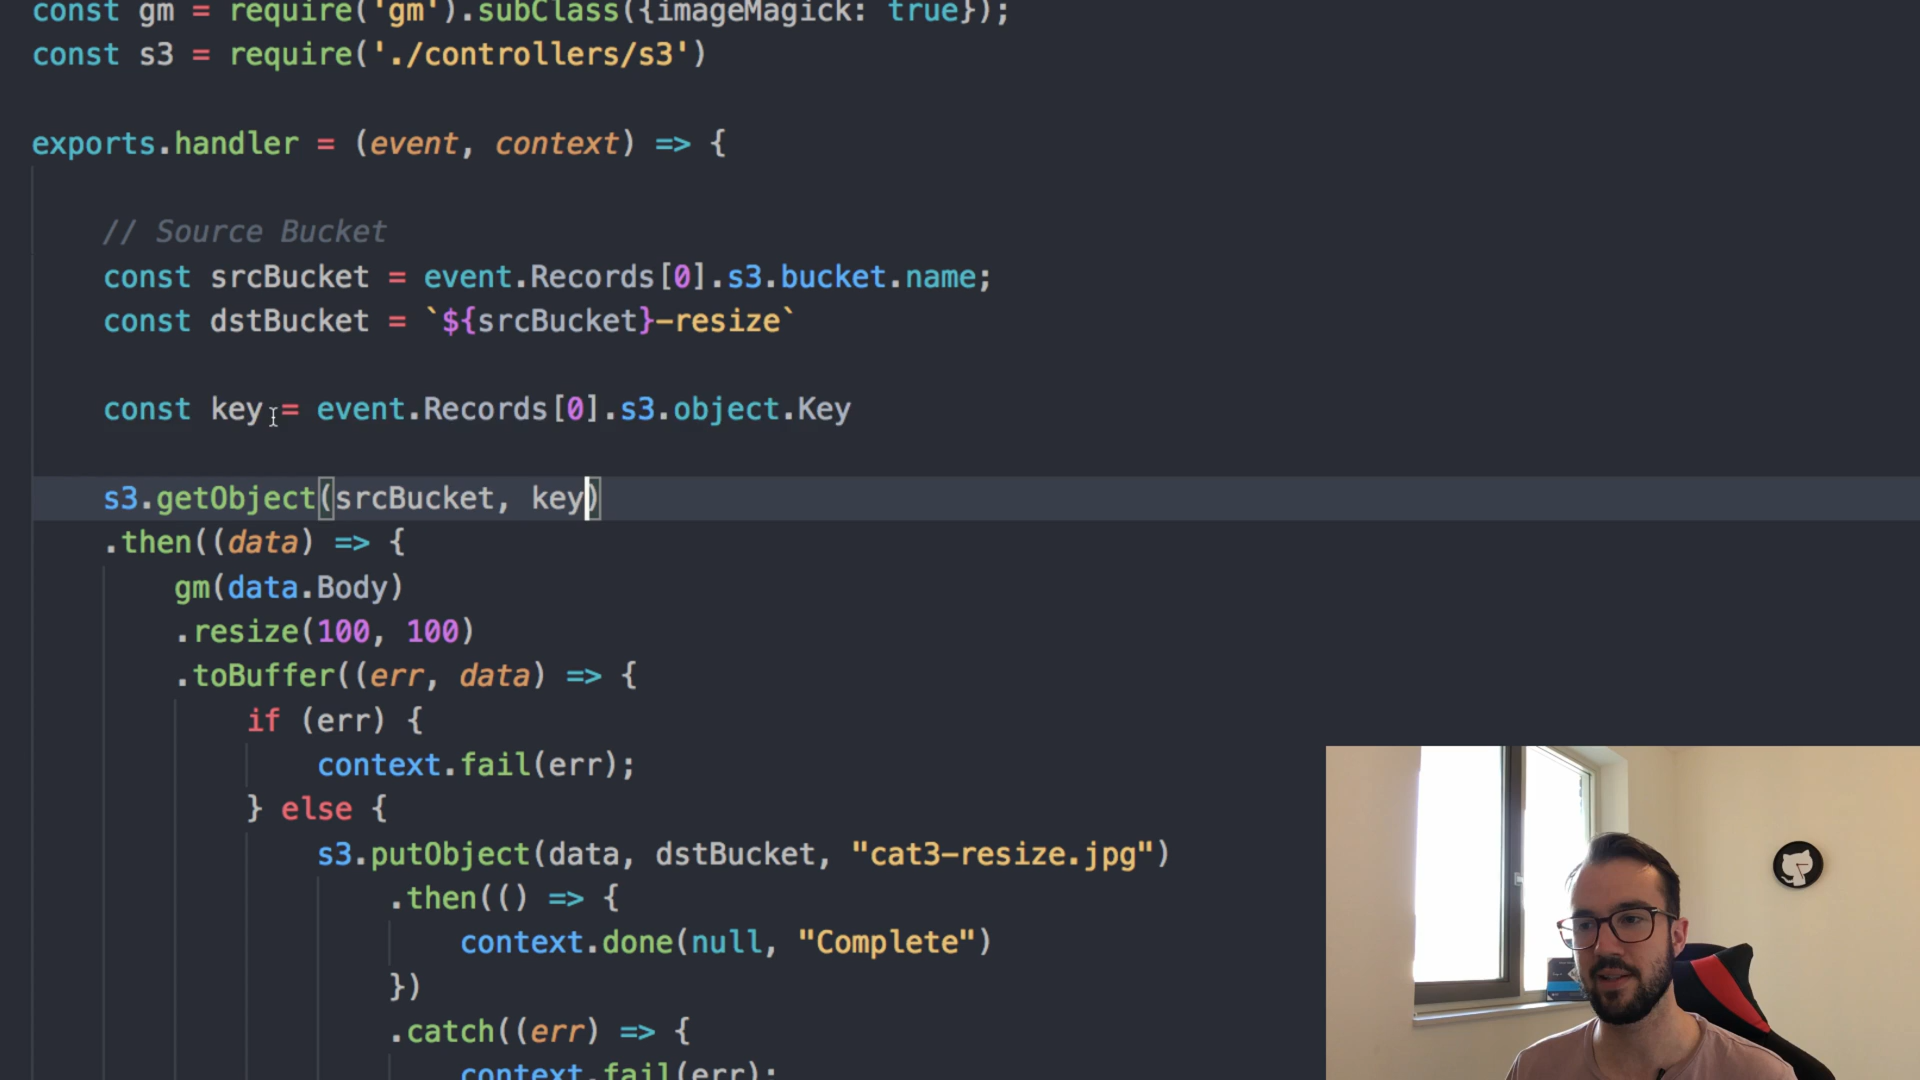 const gm = require('gm').subClass({imageMagick: true});
const s3 = require('./controllers/s3')
exports.handler = (event, context) => {
// Source Bucket
const srcBucket = event.Records[0].s3.bucket.name;
const dstBucket = `${srcBucket}-resize`
const key = event.Records[0].s3.object.Key
s3.getObject(srcBucket, key)
.then((data) => {
gm(data.Body)
.resize(100, 100)
.toBuffer((err, data) => {
if (err) {
context.fail(err);
} else {
s3.putObject(data, dstBucket, "cat3-resize.jpg")
.then(() => {
context.done(null, "Complete")
})
.catch((err) => {
context.fail(err);